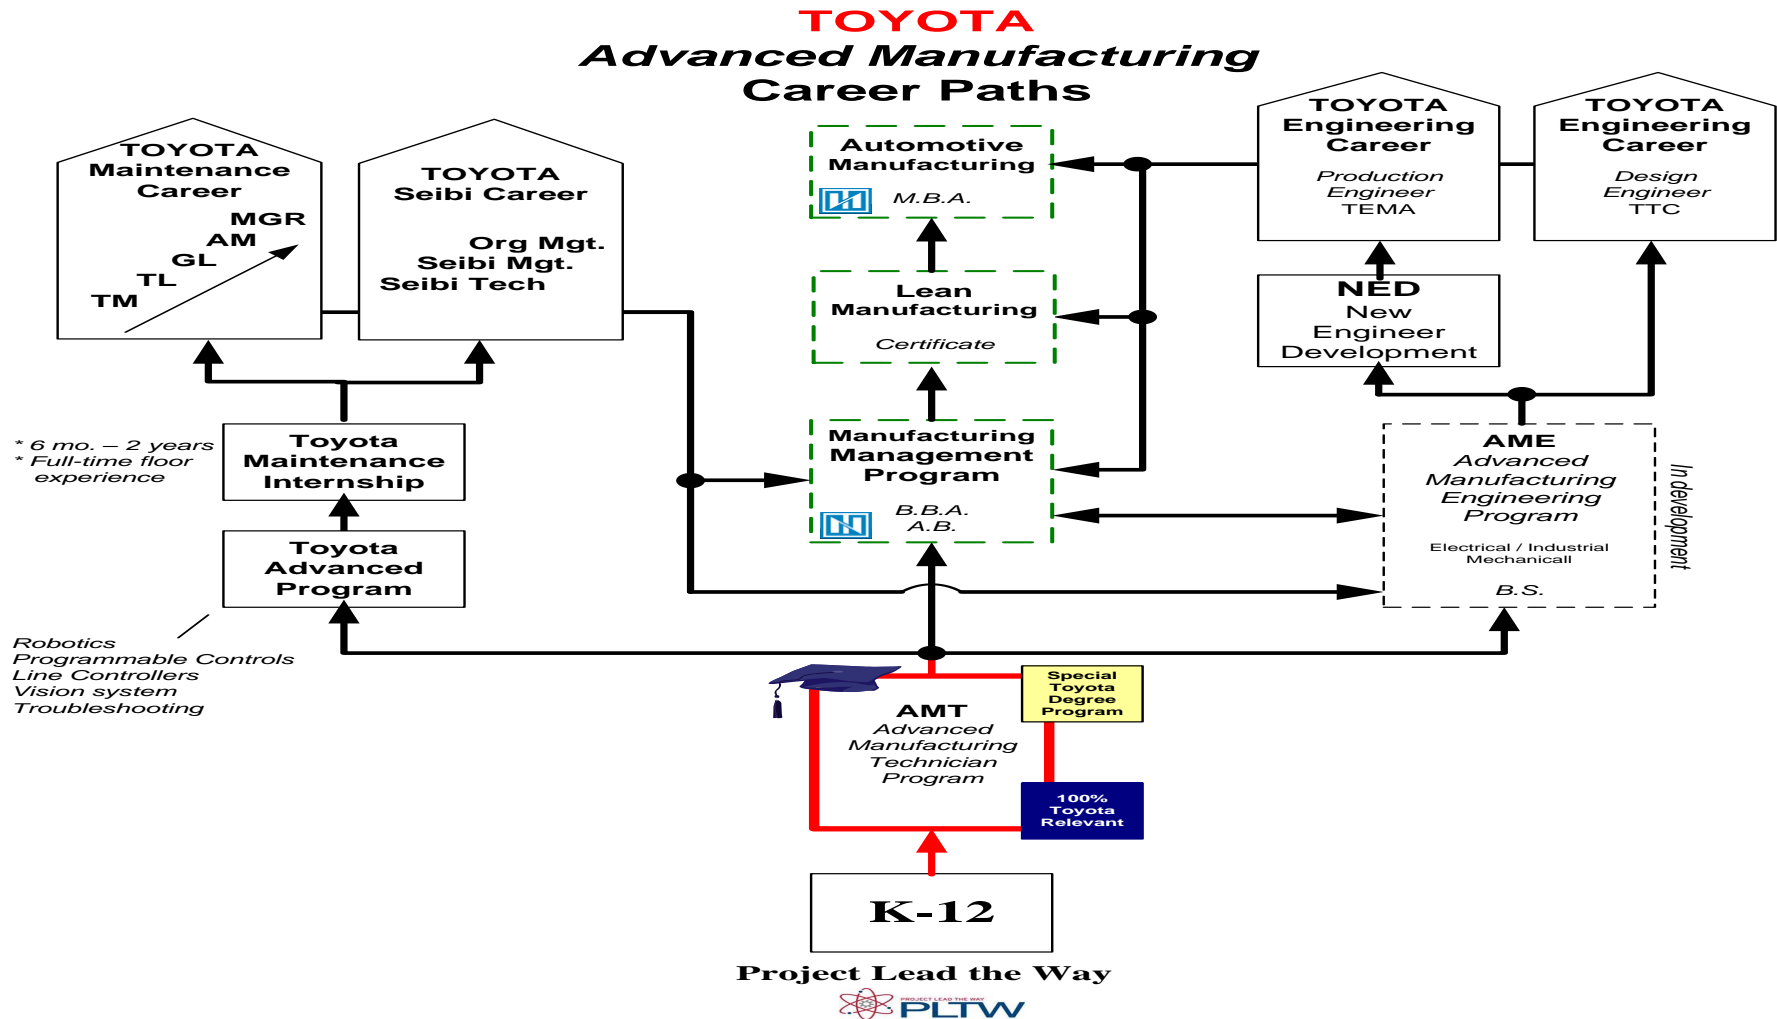 TOYOTA
Advanced Manufacturing
Career Paths
TOYOTA
Maintenance
Career
MGR
AM
GL
TL
TM
TOYOTA
Seibi Career
Org Mgt.
Seibi Mgt.
Seibi Tech
Automotive
Manufacturing
M.B.A.
Lean
Manufacturing
Certificate
Manufacturing
Management
Program
B.B.A.
A.B.
TOYOTA
Engineering
Career
Production
Engineer
TEMA
TOYOTA
Engineering
Career
Design
Engineer
TTC
NED
New
Engineer
Development
AME
Advanced
Manufacturing
Engineering
Program
Electrical / Industrial
Mechanicall
B.S.
In development
* 6 mo. – 2 years
* Full-time floor
experience
Toyota
Maintenance
Internship
Toyota
Advanced
Program
Robotics
Programmable Controls
Line Controllers
Vision system
Troubleshooting
AMT
Advanced
Manufacturing
Technician
Program
Special
Toyota
Degree
Program
100%
Toyota
Relevant
K-12
Project Lead the Way
PROJECT LEAD THE WAY
PLTW